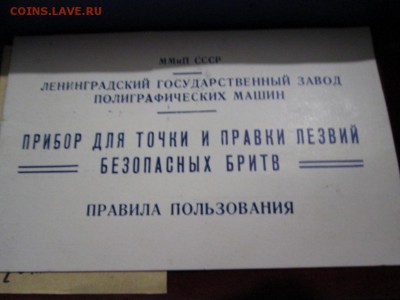 COINS.LAVE.RU
ММиП СССР
ЛЕНИНГРАДСКИЙ ГОСУДАРСТВЕННЫЙ ЗАВОД
ПОЛИГРАФИЧЕСКИХ МАШИН
ПРИБОР ДЛЯ ТОЧКИ И ПРАВКИ ЛЕЗВИЙ
БЕЗОПАСНЫХ БРИТВ
ПРАВИЛА ПОЛЬЗОВАНИЯ